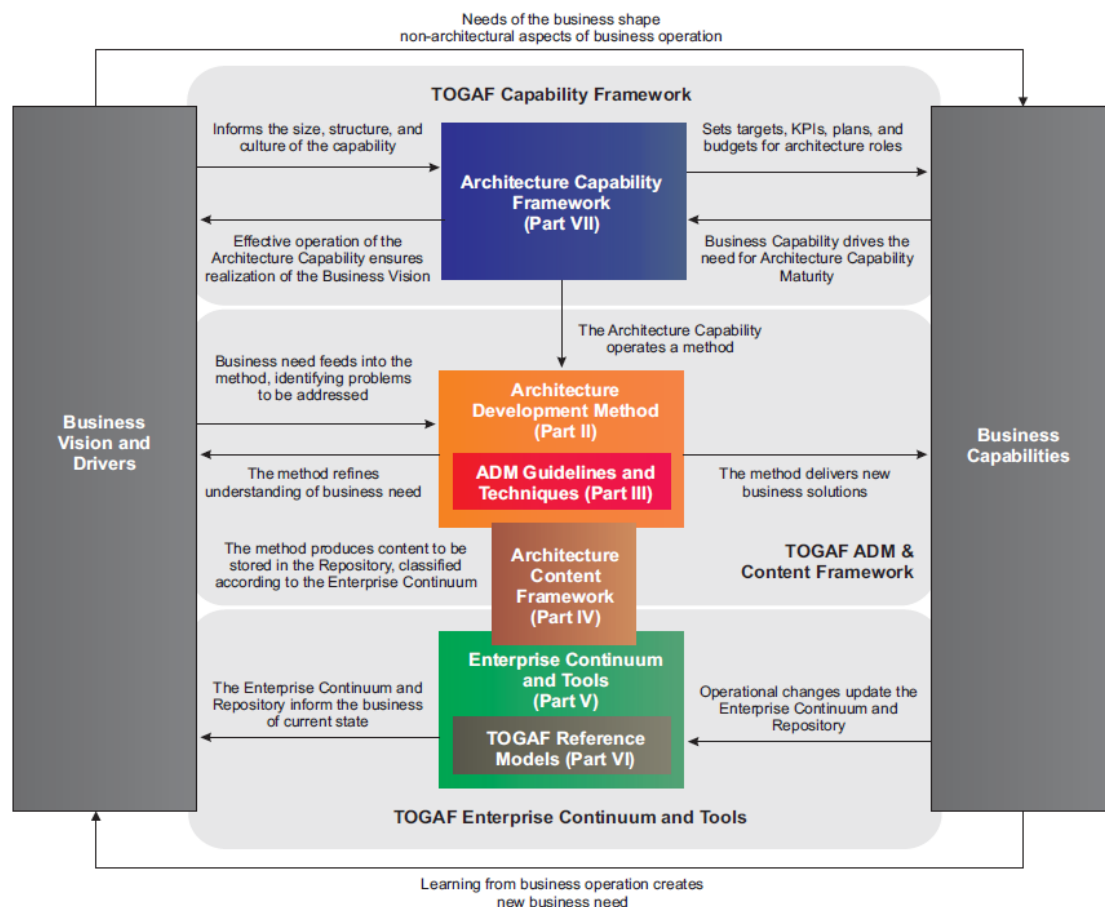 Needs of the business shape
non-architectural aspects of business operation
TOGAF Capability Framework
Informs the size, structure, and
culture of the capability
Architecture Capability
Framework
(Part VII)
Sets targets, KPIs, plans, and
budgets for architecture roles
Effective operation of the
Architecture Capability ensures
realization of the Business Vision
Business Capability drives the
need for Architecture Capability
Maturity
The Architecture Capability
operates a method
Business
Vision and
Drivers
Business need feeds into the
method, identifying problems
to be addressed
Architecture
Development Method
(Part II)
ADM Guidelines and
Techniques (Part III)
The method refines
understanding of business need
The method delivers new
business solutions
Business
Capabilities
The method produces content to be
stored in the Repository, classified
according to the Enterprise Continuum
Architecture
Content
Framework
(Part IV)
TOGAF ADM &
Content Framework
Enterprise Continuum
and Tools
(Part V)
TOGAF Reference
Models (Part VI)
The Enterprise Continuum and
Repository inform the business
of current state
Operational changes update the
Enterprise Continuum and
Repository
TOGAF Enterprise Continuum and Tools
Learning from business operation creates
new business need